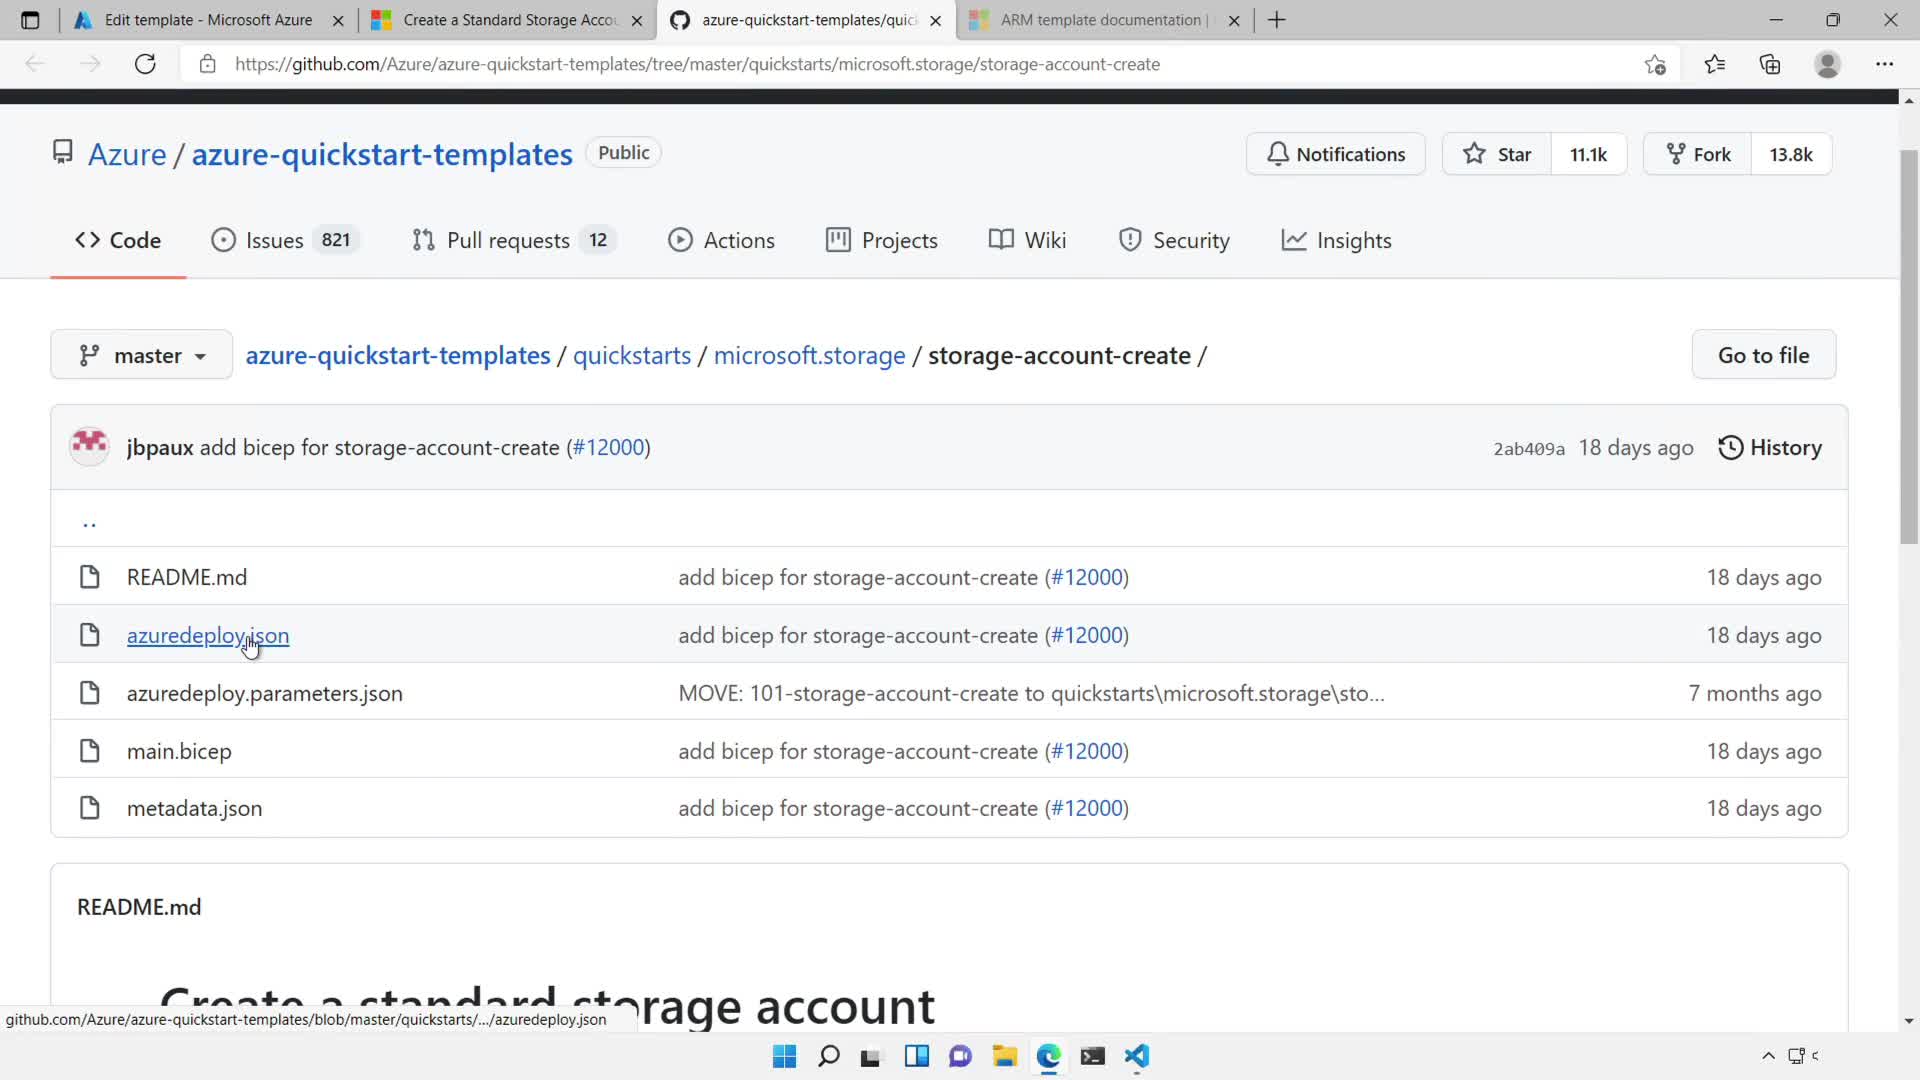 Edit template - Microsoft Azure
Create a Standard Storage Accou
azure-quickstart-templates/quic
ARM template documentation |
https://github.com/Azure/azure-quickstart-templates/tree/master/quickstarts/microsoft.storage/storage-account-create
Azure / azure-quickstart-templates Public
Notifications Star 11.1k Fork 13.8k
Code Issues 821 Pull requests 12 Actions Projects Wiki Security Insights
master azure-quickstart-templates / quickstarts / microsoft.storage / storage-account-create / Go to file
jbpaux add bicep for storage-account-create (#12000) 2ab409a 18 days ago History
..
README.md add bicep for storage-account-create (#12000) 18 days ago
azuredeploy.json add bicep for storage-account-create (#12000) 18 days ago
azuredeploy.parameters.json MOVE: 101-storage-account-create to quickstarts\microsoft.storage\sto... 7 months ago
main.bicep add bicep for storage-account-create (#12000) 18 days ago
metadata.json add bicep for storage-account-create (#12000) 18 days ago
README.md
Create a standard storage account
github.com/Azure/azure-quickstart-templates/blob/master/quickstarts/.../azuredeploy.json